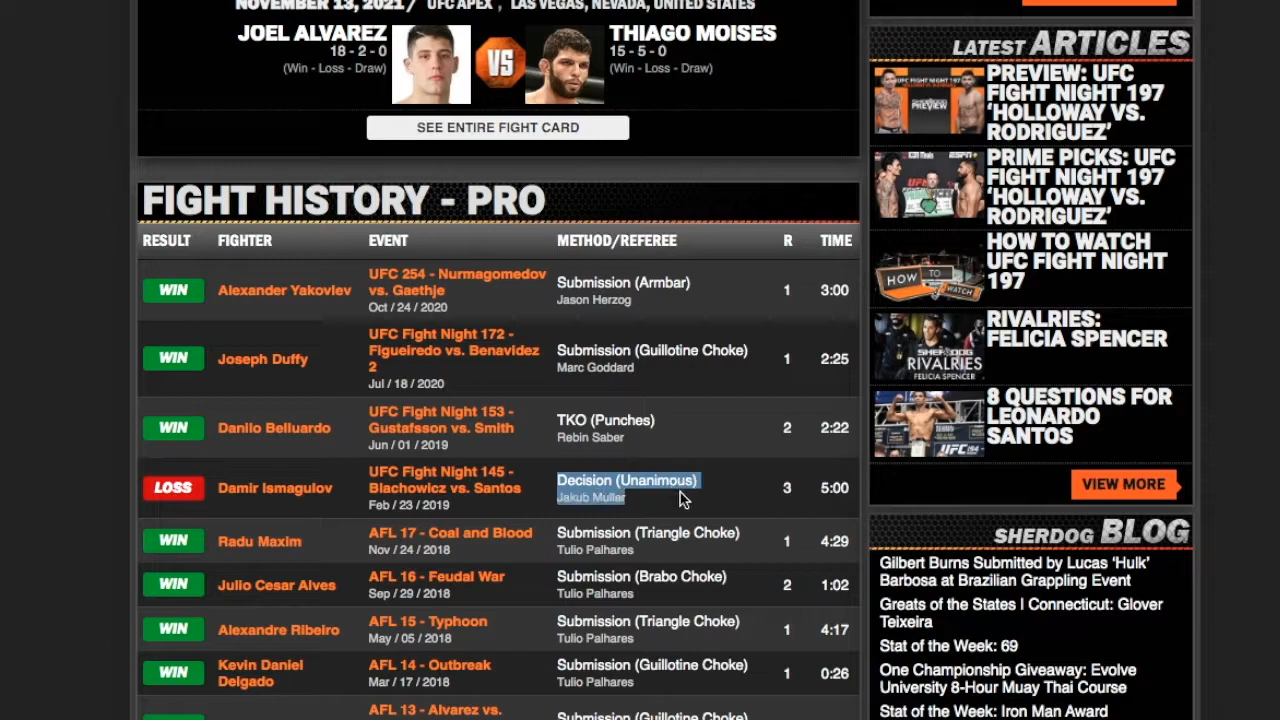 NOVEMBER 13, 2021 / UFC APEX , LAS VEGAS, NEVADA, UNITED STATES
JOEL ALVAREZ
18 - 2 - 0
(Win - Loss - Draw)
VS
THIAGO MOISES
15 - 5 - 0
(Win - Loss - Draw)
SEE ENTIRE FIGHT CARD
FIGHT HISTORY - PRO
RESULT FIGHTER EVENT METHOD/REFEREE R TIME
WIN Alexander Yakovlev UFC 254 - Nurmagomedov Submission (Armbar) 1 3:00
vs. Gaethje Jason Herzog
Oct / 24 / 2020
WIN Joseph Duffy UFC Fight Night 172 - Submission (Guillotine Choke) 1 2:25
Figueiredo vs. Benavidez Marc Goddard
2
Jul / 18 / 2020
WIN Danilo Belluardo UFC Fight Night 153 - TKO (Punches) 2 2:22
Gustafsson vs. Smith Rebin Saber
Jun / 01 / 2019
LOSS Damir Ismagulov UFC Fight Night 145 - Decision (Unanimous) 3 5:00
Blachowicz vs. Santos Jakub Muller
Feb / 23 / 2019
WIN Radu Maxim AFL 17 - Coal and Blood Submission (Triangle Choke) 1 4:29
Nov / 24 / 2018 Tulio Palhares
WIN Julio Cesar Alves AFL 16 - Feudal War Submission (Brabo Choke) 2 1:02
Sep / 29 / 2018 Tulio Palhares
WIN Alexandre Ribeiro AFL 15 - Typhoon Submission (Triangle Choke) 1 4:17
May / 05 / 2018 Tulio Palhares
WIN Kevin Daniel AFL 14 - Outbreak Submission (Guillotine Choke) 1 0:26
Delgado Mar / 17 / 2018 Tulio Palhares
AFL 13 - Alvarez vs. Submission (Guillotine Choke)
LATEST ARTICLES
PREVIEW: UFC
FIGHT NIGHT 197
‘HOLLOWAY VS.
RODRIGUEZ’
PRIME PICKS: UFC
FIGHT NIGHT 197
‘HOLLOWAY VS.
RODRIGUEZ’
HOW TO WATCH
HOW TO WATCH
UFC FIGHT NIGHT
197
SHERDOG
RIVALRIES
FELICIA SPENCER
RIVALRIES:
FELICIA SPENCER
8 QUESTIONS FOR
LEONARDO
SANTOS
VIEW MORE
SHERDOG BLOG
Gilbert Burns Submitted by Lucas ‘Hulk’
Barbosa at Brazilian Grappling Event
Greats of the States | Connecticut: Glover
Teixeira
Stat of the Week: 69
One Championship Giveaway: Evolve
University 8-Hour Muay Thai Course
Stat of the Week: Iron Man Award